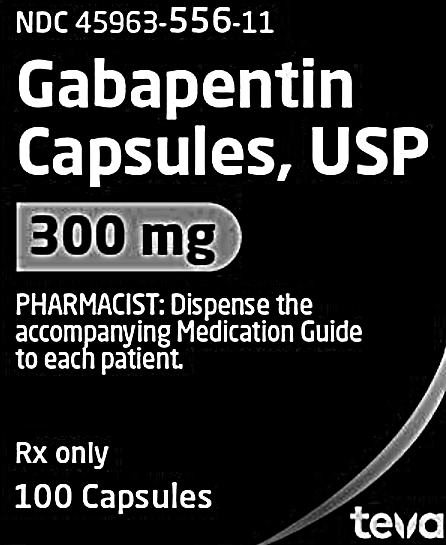 NDC 45963-556-11
Gabapentin
Capsules, USP
300 mg
PHARMACIST: Dispense the
accompanying Medication Guide
to each patient.
Rx only
100 Capsules
teva